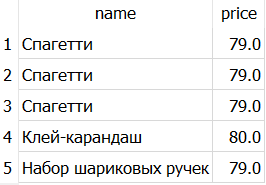 name price
1 Спагетти 79.0
2 Спагетти 79.0
3 Спагетти 79.0
4 Клей-карандаш 80.0
5 Набор шариковых ручек 79.0